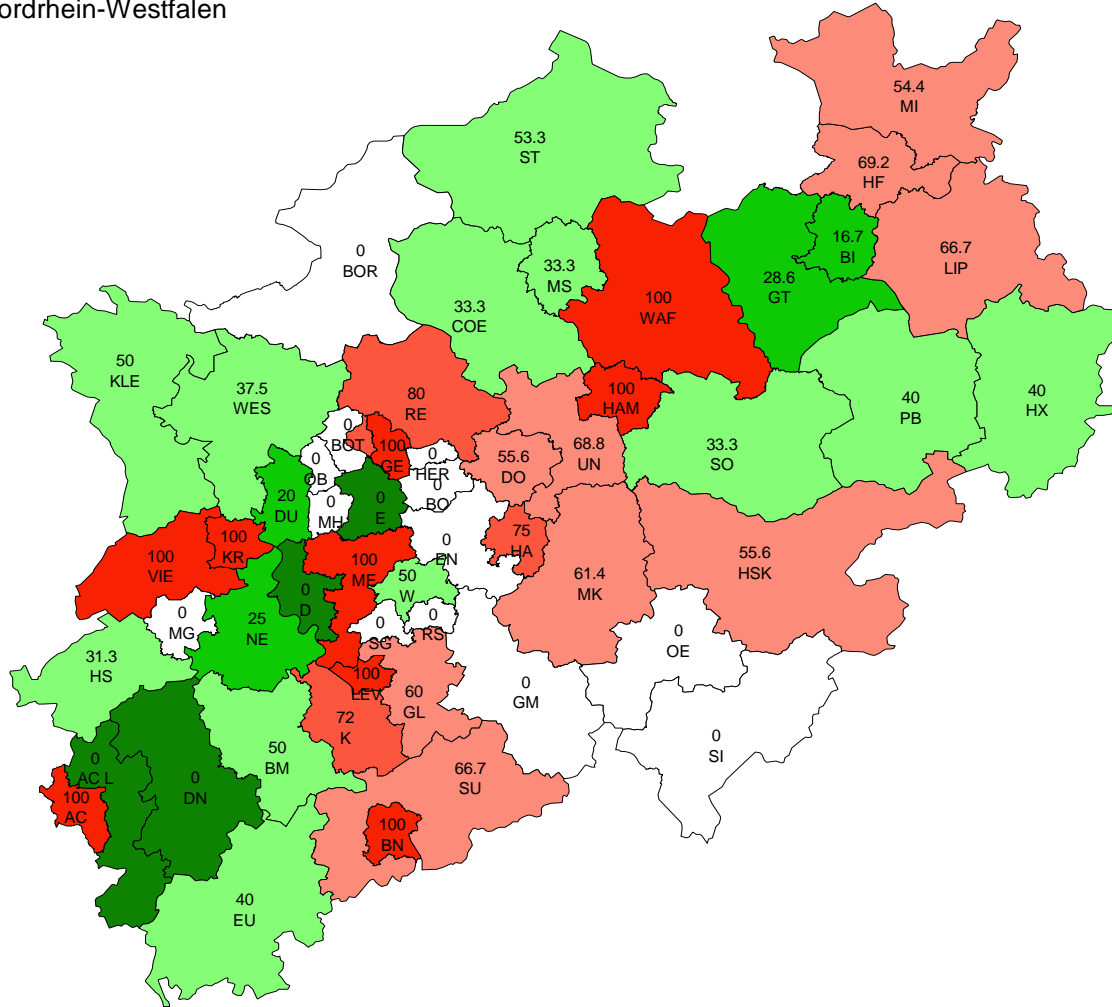 ordrhein-Westfalen
54.4
MI
53.3
ST
69.2
HF
16.7
BI
66.7
LIP
0
BOR
33.3
MS
28.6
GT
33.3
COE
100
WAF
50
KLE
37.5
WES
80
RE
100
HAM
40
PB
40
HX
0
BOT
100
GE
0
HER
55.6
DO
68.8
UN
33.3
SO
0
OB
20
DU
0
MH
0
E
0
BO
100
VIE
100
KR
100
ME
0
EN
75
HA
55.6
HSK
0
D
50
W
61.4
MK
0
MG
25
NE
0
SG
0
RS
0
OE
31.3
HS
100
LEV
60
GL
0
GM
72
K
0
SI
0
AC L
50
BM
0
DN
66.7
SU
100
AC
100
BN
40
EU